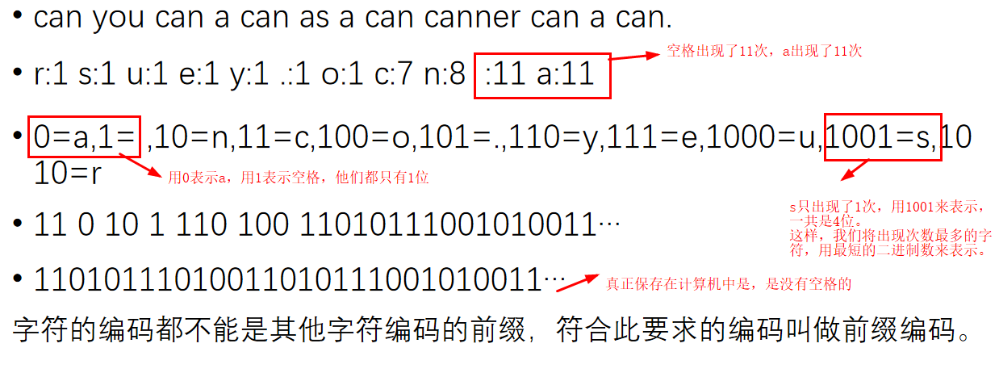 • can you can a can as a can canner can a can.
空格出现了11次，a出现了11次
• r:1 s:1 u:1 e:1 y:1 .:1 o:1 c:7 n:8 :11 a:11
• 0=a,1= ,10=n,11=c,100=o,101=.,110=y,111=e,1000=u,1001=s,10
10=r
用0表示a，用1表示空格，他们都只有1位
s只出现了1次，用1001来表示，
一共是4位。
这样，我们将出现次数最多的字
符，用最短的二进制数来表示。
• 11 0 10 1 110 100 11010111001010011…
• 11010111010011010111001010011…
真正保存在计算机中是，是没有空格的
字符的编码都不能是其他字符编码的前缀，符合此要求的编码叫做前缀编码。